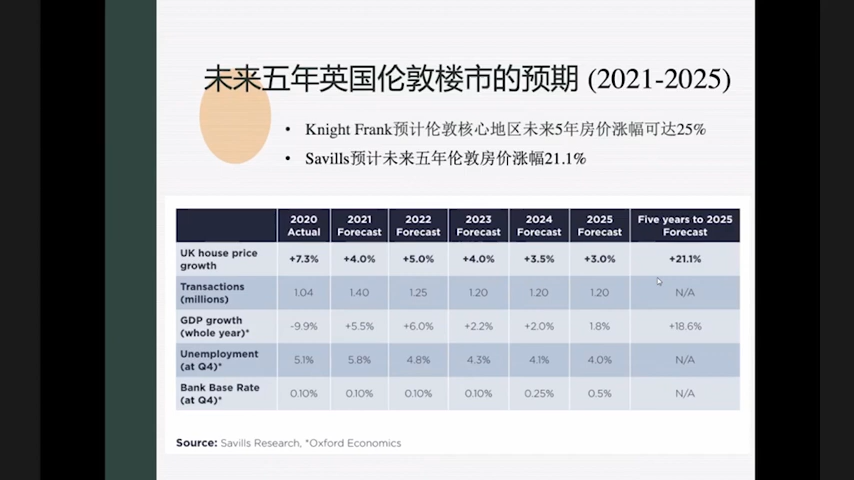 未来五年英国伦敦楼市的预期 (2021-2025)
• Knight Frank预计伦敦核心地区未来5年房价涨幅可达25%
• Savills预计未来五年伦敦房价涨幅21.1%
2020 Actual 2021 Forecast 2022 Forecast 2023 Forecast 2024 Forecast 2025 Forecast Five years to 2025 Forecast
UK house price growth +7.3% +4.0% +5.0% +4.0% +3.5% +3.0% +21.1%
Transactions (millions) 1.04 1.40 1.25 1.20 1.20 1.20 N/A
GDP growth (whole year)* -9.9% +5.5% +6.0% +2.2% +2.0% 1.8% +18.6%
Unemployment (at Q4)* 5.1% 5.8% 4.8% 4.3% 4.1% 4.0% N/A
Bank Base Rate (at Q4)* 0.10% 0.10% 0.10% 0.10% 0.25% 0.5% N/A
Source: Savills Research, *Oxford Economics